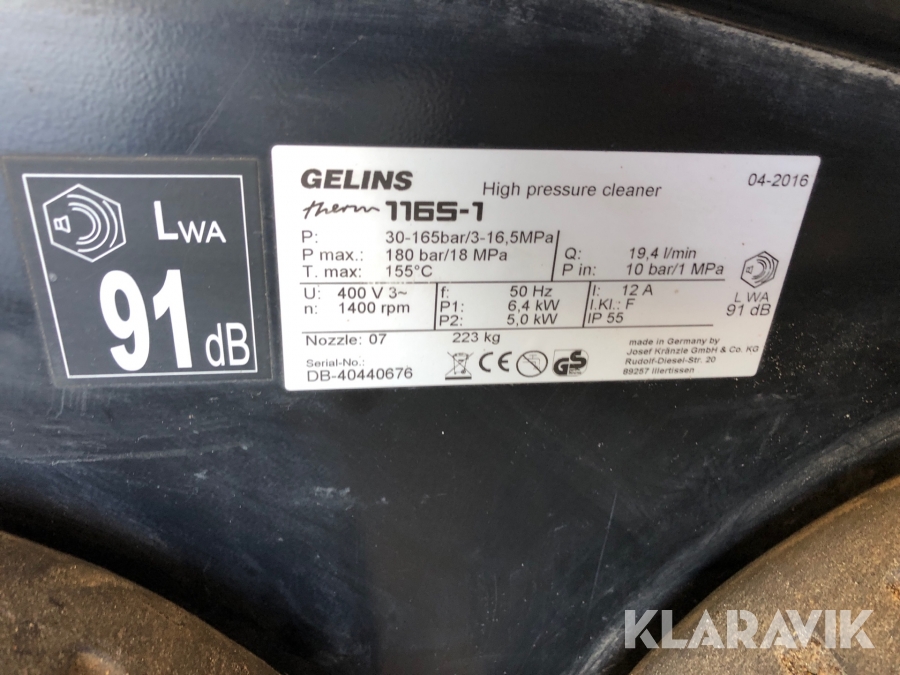 LWA
91 dB
GELINS
High pressure cleaner
04-2016
therm 1165-1
P: 30-165bar/3-16,5MPa
P max.: 180 bar/18 MPa
T. max: 155°C
Q: 19,4 l/min
P in: 10 bar/1 MPa
U: 400 V 3~
n: 1400 rpm
f: 50 Hz
P1: 6,4 kW
P2: 5,0 kW
I: 12 A
I.Kl.: F
IP 55
L WA
91 dB
Nozzle: 07
223 kg
Serial-No.:
DB-40440676
CE
GS
made in Germany by
Josef Kränzle GmbH & Co. KG
Rudolf-Diesel-Str. 20
89257 Illertissen
KLARAVIK